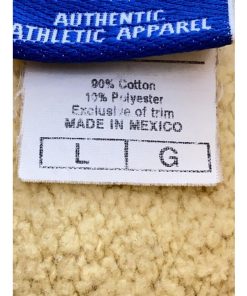 AUTHENTIC
ATHLETIC APPAREL
90% Cotton
10% Polyester
Exclusive of trim
MADE IN MEXICO
L G